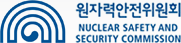 원자력안전위원회
NUCLEAR SAFETY AND
SECURITY COMMISSION